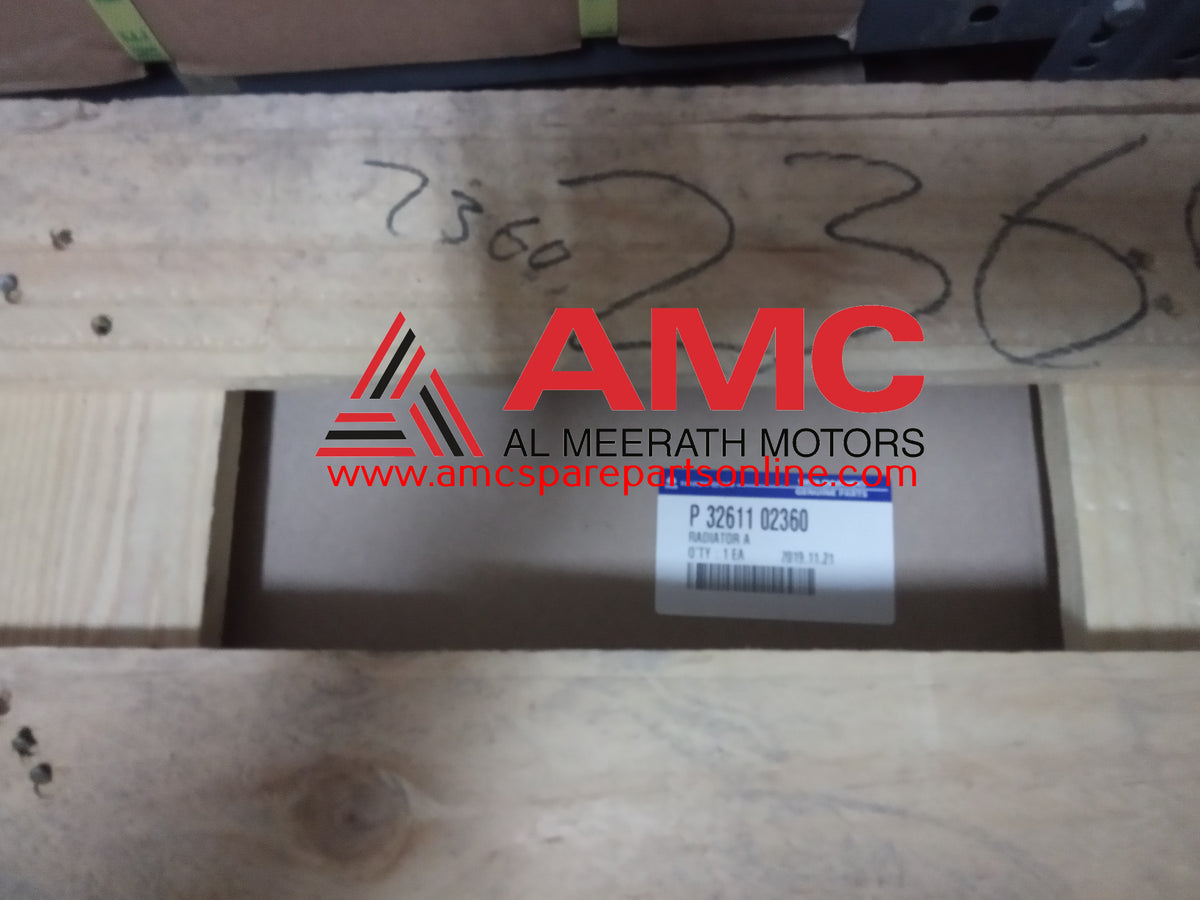 2360
236
AMC
AL MEERATH MOTORS
www.amcsparepartsonline.com
GENUINE PARTS
P 32611 02360
RADIATOR A
Q'TY : 1 EA 2019.11.21